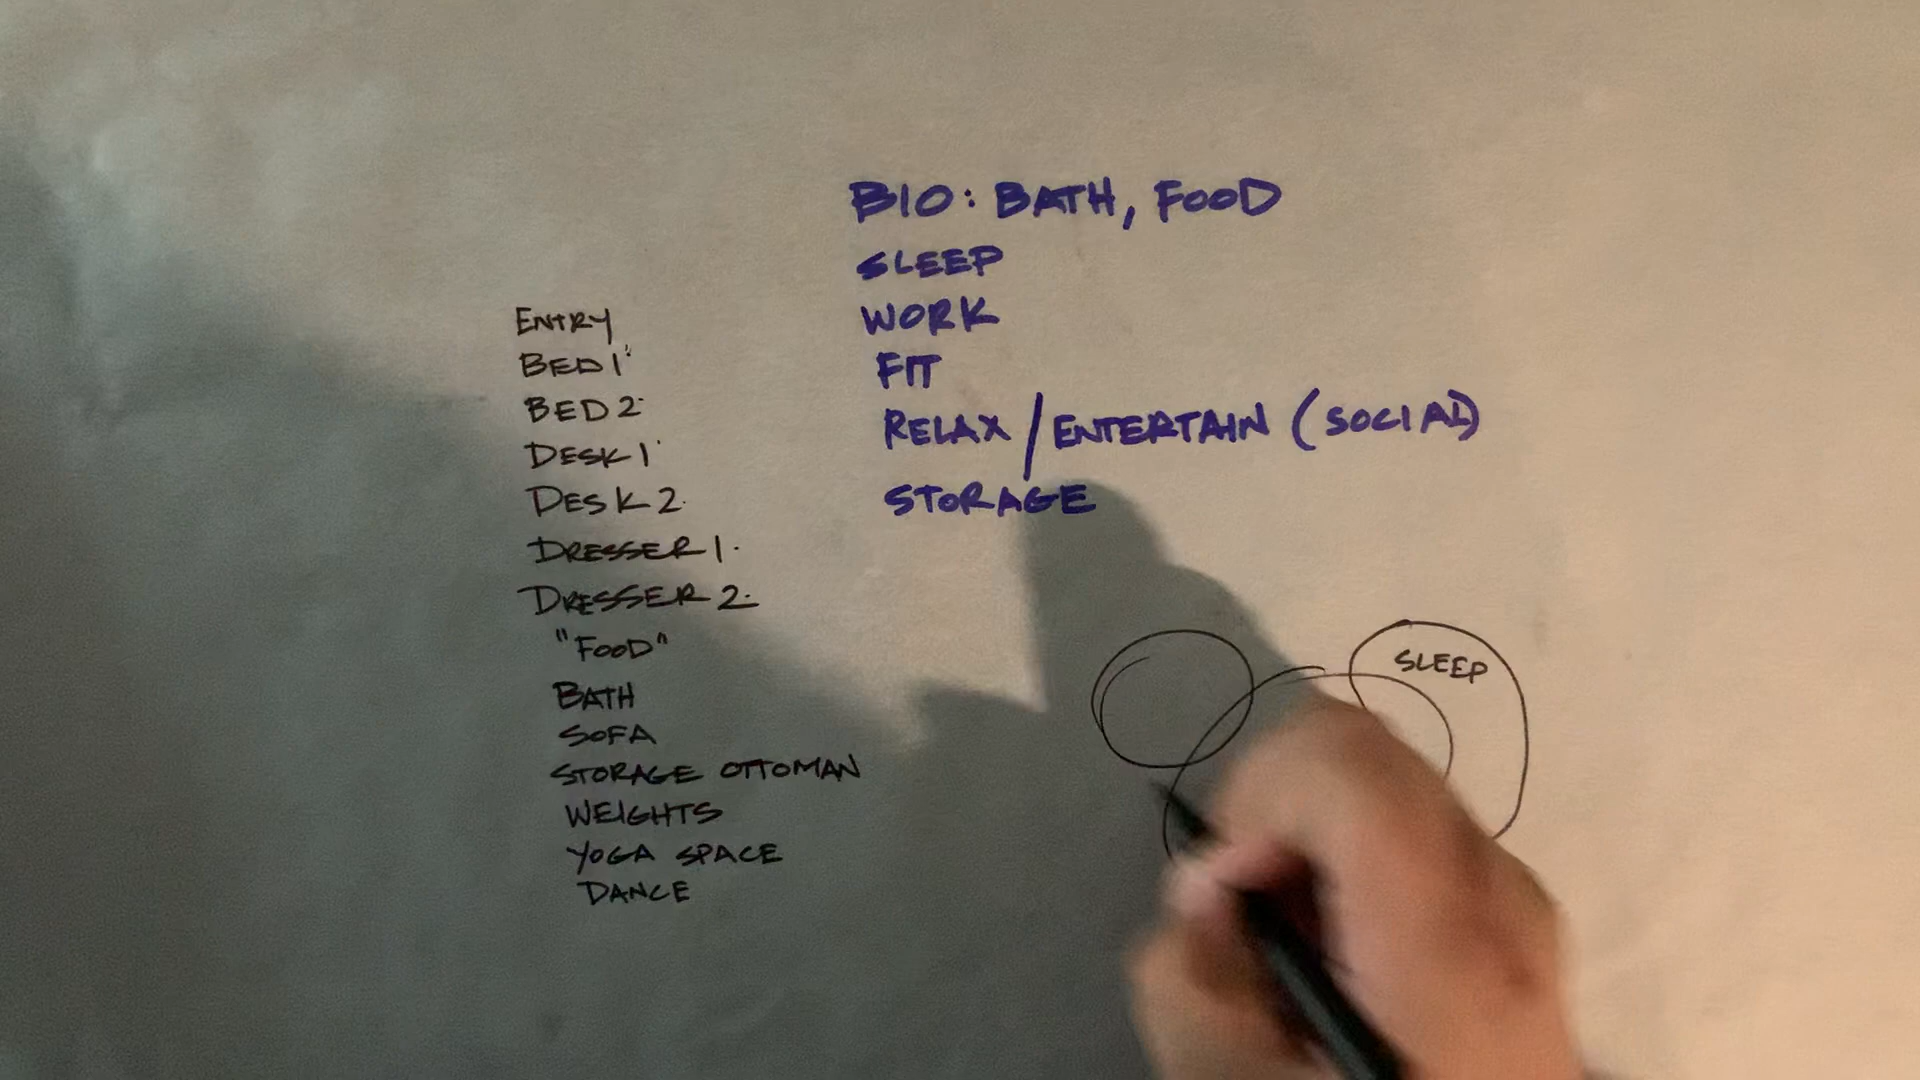 BIO: BATH, FOOD
SLEEP
WORK
FIT
RELAX / ENTERTAIN (SOCIAL)
STORAGE
ENTRY
BED 1
BED 2
DESK 1
DESK 2
DRESSER 1
DRESSER 2
"FOOD"
BATH
SOFA
STORAGE OTTOMAN
WEIGHTS
YOGA SPACE
DANCE
SLEEP